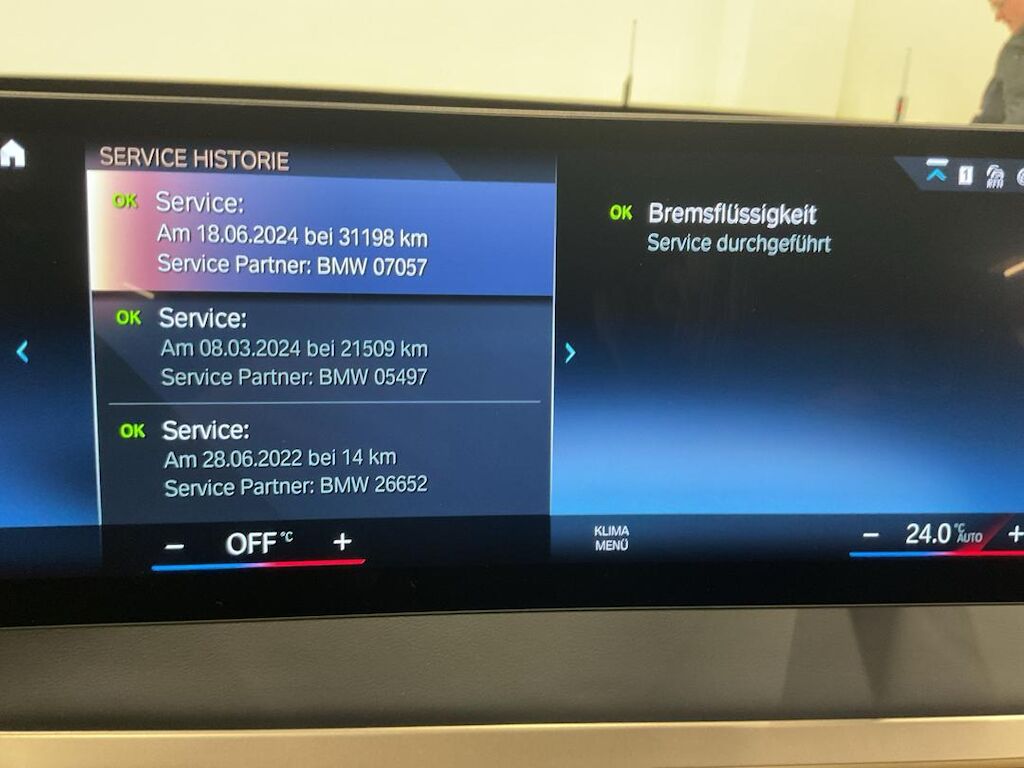 SERVICE HISTORIE
OK Service:
Am 18.06.2024 bei 31198 km
Service Partner: BMW 07057
OK Service:
Am 08.03.2024 bei 21509 km
Service Partner: BMW 05497
OK Service:
Am 28.06.2022 bei 14 km
Service Partner: BMW 26652
1
OK Bremsflüssigkeit
Service durchgeführt
− OFF °C +
KLIMA
MENÜ
− 24.0 °C AUTO +